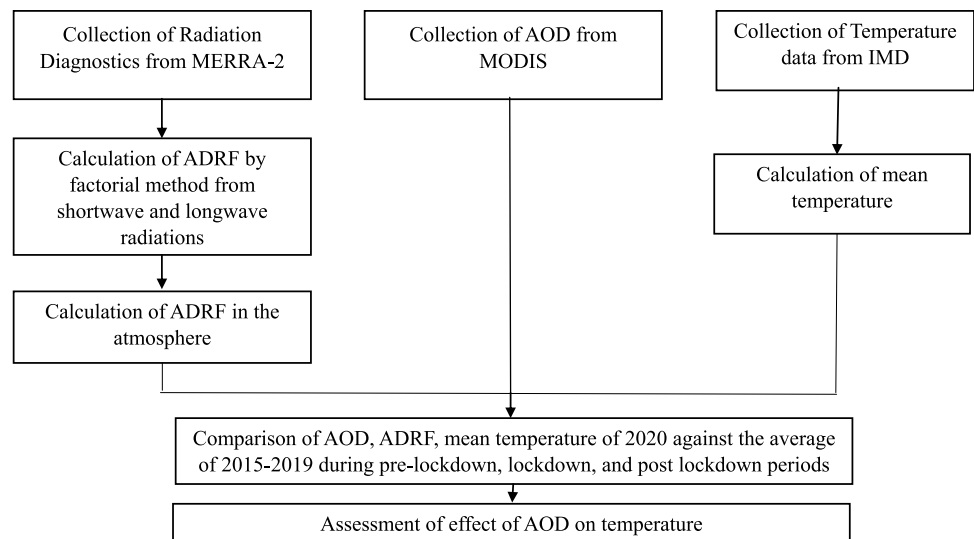 Collection of Radiation
Diagnostics from MERRA-2
Collection of AOD from
MODIS
Collection of Temperature
data from IMD
Calculation of ADRF by
factorial method from
shortwave and longwave
radiations
Calculation of mean
temperature
Calculation of ADRF in the
atmosphere
Comparison of AOD, ADRF, mean temperature of 2020 against the average
of 2015-2019 during pre-lockdown, lockdown, and post lockdown periods
Assessment of effect of AOD on temperature